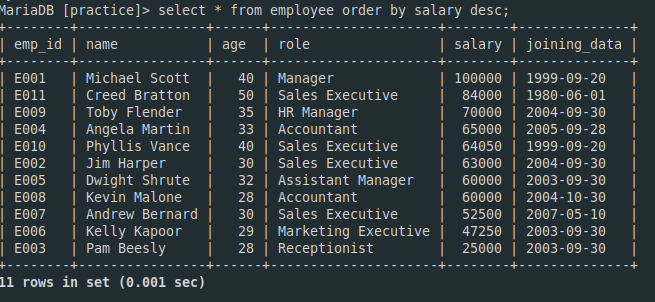 MariaDB [practice]> select * from employee order by salary desc;
+--------+----------------+------+---------------------+--------+--------------+
| emp_id | name           | age  | role                | salary | joining_data |
+--------+----------------+------+---------------------+--------+--------------+
| E001   | Michael Scott  |   40 | Manager             | 100000 | 1999-09-20   |
| E011   | Creed Bratton  |   50 | Sales Executive     |  84000 | 1980-06-01   |
| E009   | Toby Flender   |   35 | HR Manager          |  70000 | 2004-09-30   |
| E004   | Angela Martin  |   33 | Accountant          |  65000 | 2005-09-28   |
| E010   | Phyllis Vance  |   40 | Sales Executive     |  64050 | 1999-09-20   |
| E002   | Jim Harper     |   30 | Sales Executive     |  63000 | 2004-09-30   |
| E005   | Dwight Shrute  |   32 | Assistant Manager   |  60000 | 2003-09-30   |
| E008   | Kevin Malone   |   28 | Accountant          |  60000 | 2004-10-30   |
| E007   | Andrew Bernard |   30 | Sales Executive     |  52500 | 2007-05-10   |
| E006   | Kelly Kapoor   |   29 | Marketing Executive |  47250 | 2003-09-30   |
| E003   | Pam Beesly     |   28 | Receptionist        |  25000 | 2003-09-30   |
+--------+----------------+------+---------------------+--------+--------------+
11 rows in set (0.001 sec)